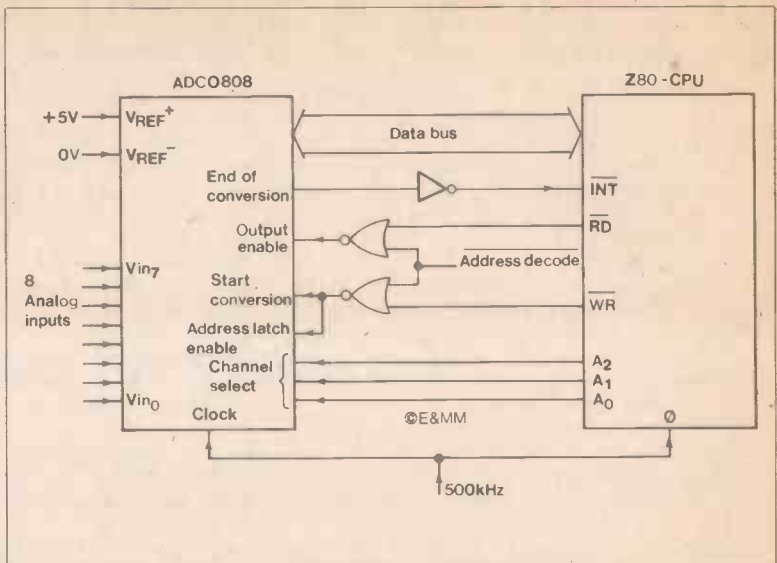 ADCO808
Z80-CPU
+5V
VREF+
0V
VREF-
Data bus
End of
conversion
INT
Output
enable
RD
Address decode
8
Analog
inputs
Vin7
Start
conversion
WR
Address latch
enable
Channel
select
A2
A1
A0
Vin0
Clock
©E&MM
Ø
500kHz